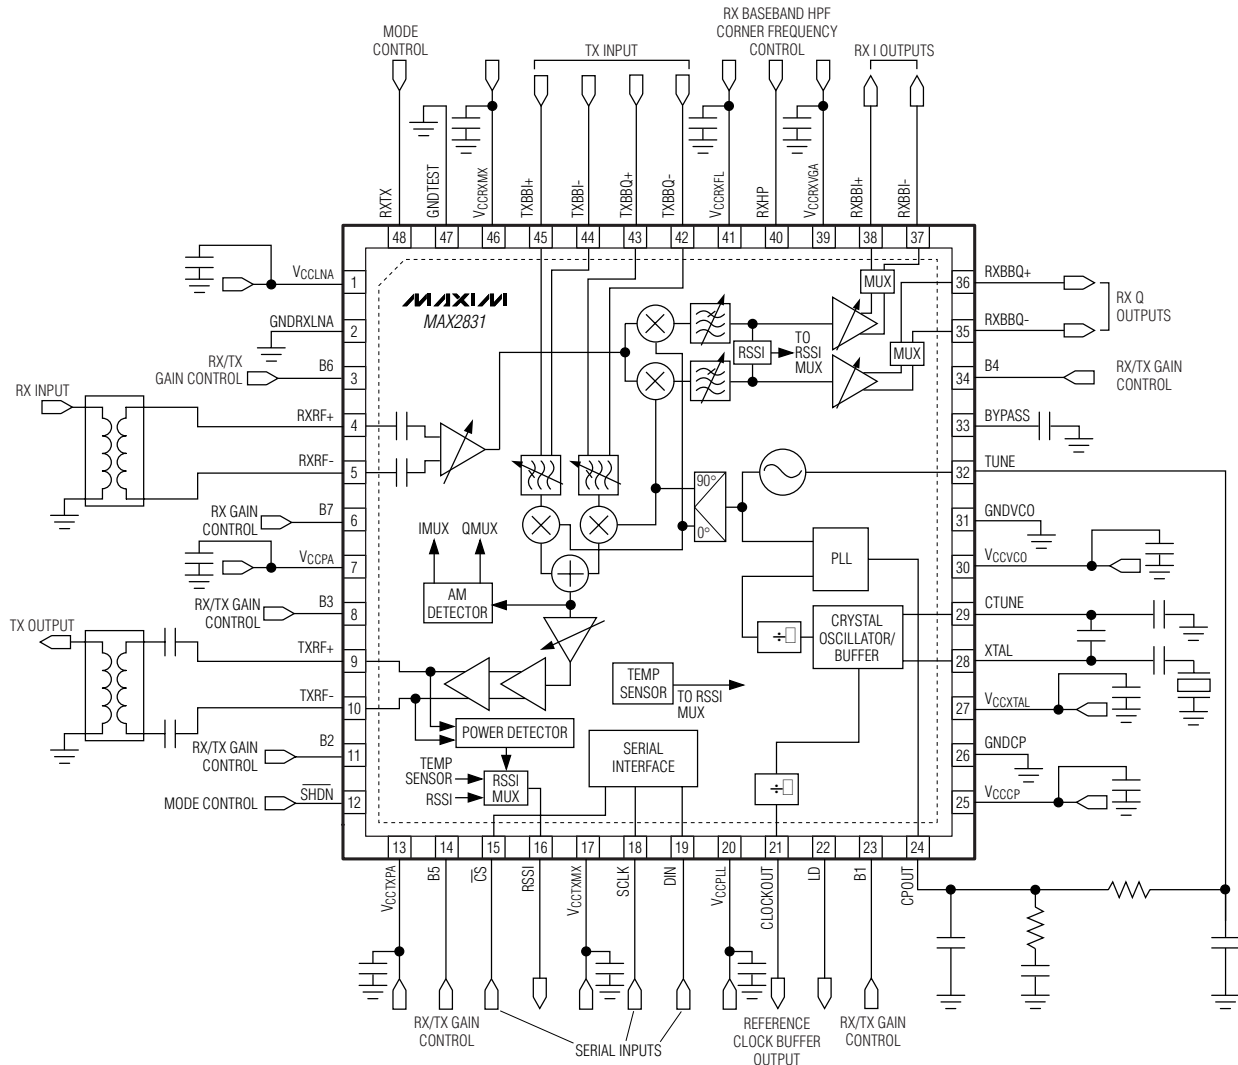 MODE
CONTROL
TX INPUT
RX BASEBAND HPF
CORNER FREQUENCY
CONTROL
RX I OUTPUTS
RXTX
GNDTEST
VCCRXMX
TXBBI+
TXBBI-
TXBBQ+
TXBBQ-
VCCRXFL
RXHP
VCCRXVGA
RXBBI+
RXBBI-
48
47
46
45
44
43
42
41
40
39
38
37
VCCLNA
1
GNDRXLNA
2
RX/TX
GAIN CONTROL
B6
3
RX INPUT
RXRF+
4
RXRF-
5
RX GAIN
CONTROL
B7
6
VCCPA
7
RX/TX GAIN
CONTROL
B3
8
TX OUTPUT
TXRF+
9
TXRF-
10
RX/TX GAIN
CONTROL
B2
11
MODE CONTROL
SHDN
12
MAXIM
MAX2831
MUX
RSSI
TO
RSSI
MUX
MUX
90°
0°
IMUX
QMUX
AM
DETECTOR
PLL
CRYSTAL
OSCILLATOR/
BUFFER
÷
TEMP
SENSOR
TO RSSI
MUX
POWER DETECTOR
TEMP
SENSOR
RSSI
RSSI
MUX
SERIAL
INTERFACE
÷
36
RXBBQ+
35
RXBBQ-
RX Q
OUTPUTS
34
B4
RX/TX GAIN
CONTROL
33
BYPASS
32
TUNE
31
GNDVCO
30
VCCVCO
29
CTUNE
28
XTAL
27
VCCXTAL
26
GNDCP
25
VCCCP
13
14
15
16
17
18
19
20
21
22
23
24
VCCTXPA
B5
CS
RSSI
VCCTXMX
SCLK
DIN
VCCPLL
CLOCKOUT
LD
B1
CPOUT
RX/TX GAIN
CONTROL
SERIAL INPUTS
REFERENCE
CLOCK BUFFER
OUTPUT
RX/TX GAIN
CONTROL